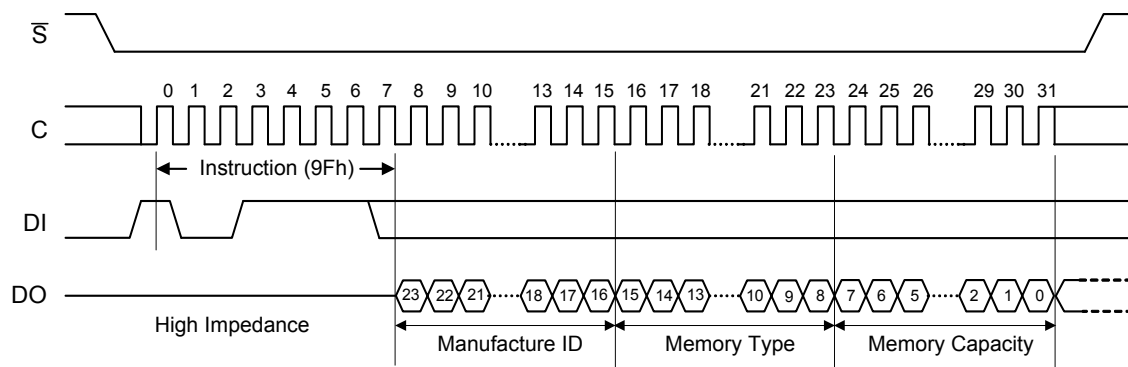 S
0 1 2 3 4 5 6 7 8 9 10 13 14 15 16 17 18 21 22 23 24 25 26 29 30 31
C
Instruction (9Fh)
DI
DO
23 22 21 18 17 16 15 14 13 10 9 8 7 6 5 2 1 0
High Impedance
Manufacture ID Memory Type Memory Capacity